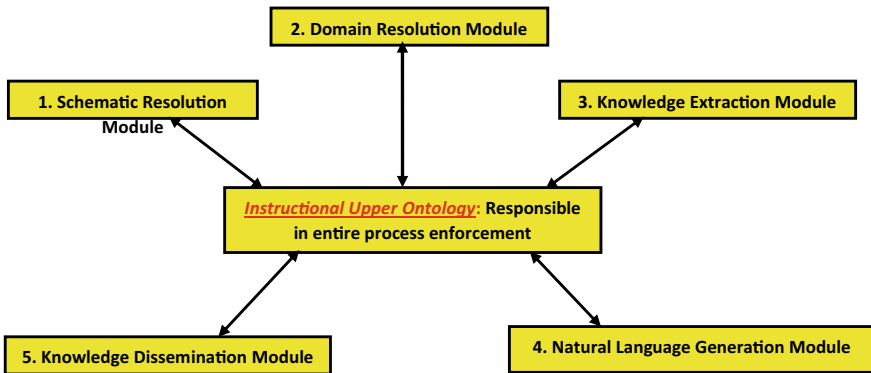 2. Domain Resolution Module
1. Schematic Resolution
Module
3. Knowledge Extraction Module
Instructional Upper Ontology: Responsible
in entire process enforcement
5. Knowledge Dissemination Module
4. Natural Language Generation Module